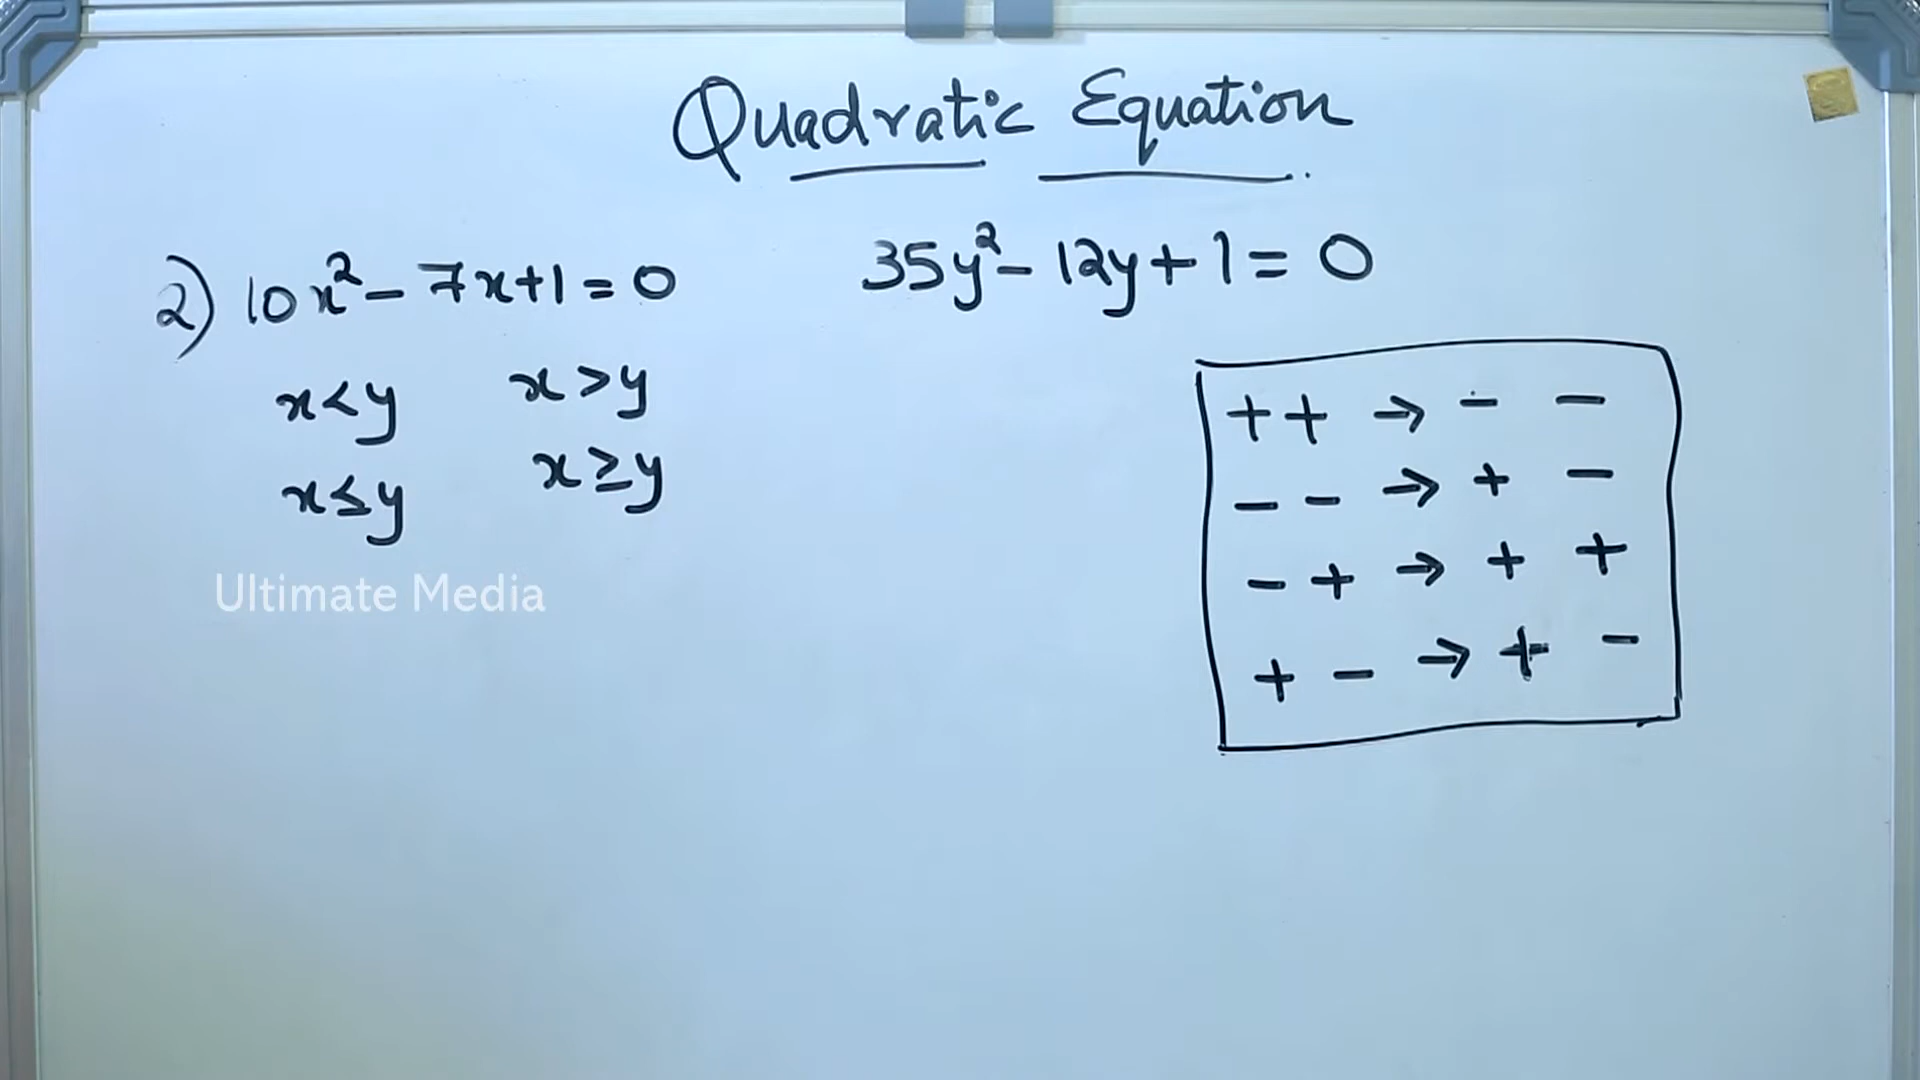 Quadratic Equation
2) 10x² - 7x + 1 = 0
35y² - 12y + 1 = 0
x < y
x > y
x ≤ y
x ≥ y
+ + → - -
- - → + -
- + → + +
+ - → + -
Ultimate Media